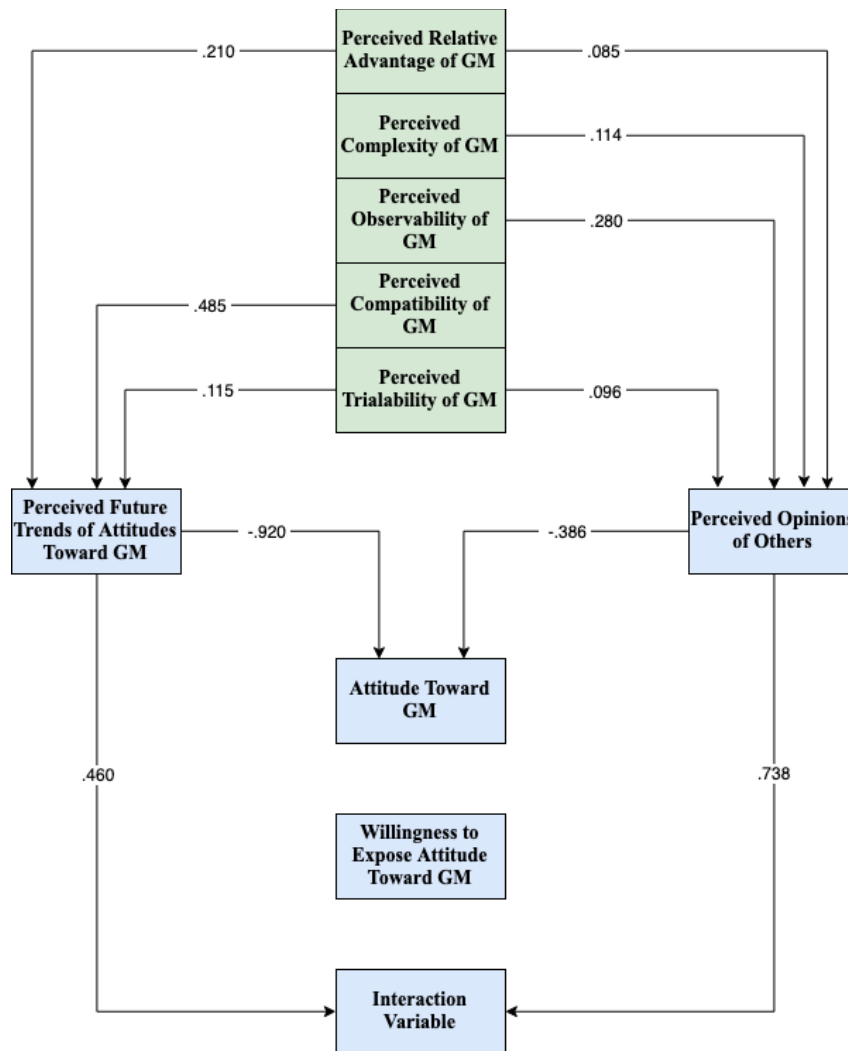 Perceived Relative
Advantage of GM
.210
.085
Perceived
Complexity of GM
.114
Perceived
Observability of
GM
.280
Perceived
Compatibility of
GM
.485
Perceived
Trialability of GM
.115
.096
Perceived Future
Trends of Attitudes
Toward GM
Perceived Opinions
of Others
-.920
-.386
Attitude Toward
GM
.460
.738
Willingness to
Expose Attitude
Toward GM
Interaction
Variable